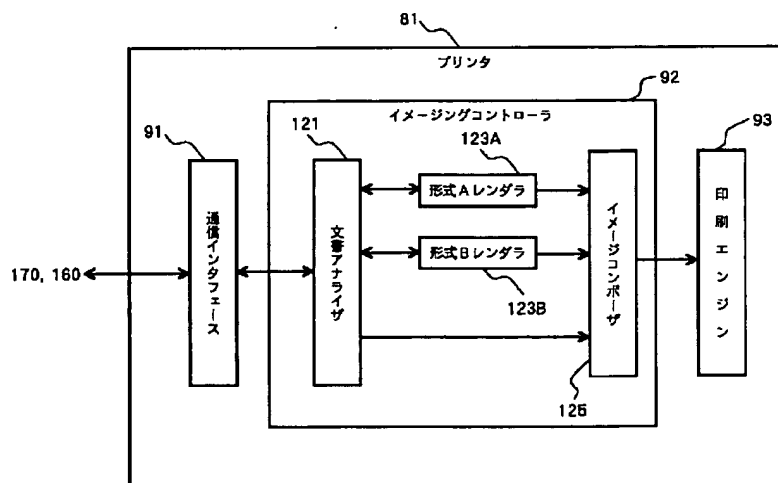 81
プリンタ
92
イメージングコントローラ
93
91
121
123A
形式Aレンダラ
通信インタフェース
文書アナライザ
形式Bレンダラ
123B
イメージコンポーザ
印刷エンジン
170, 160
125